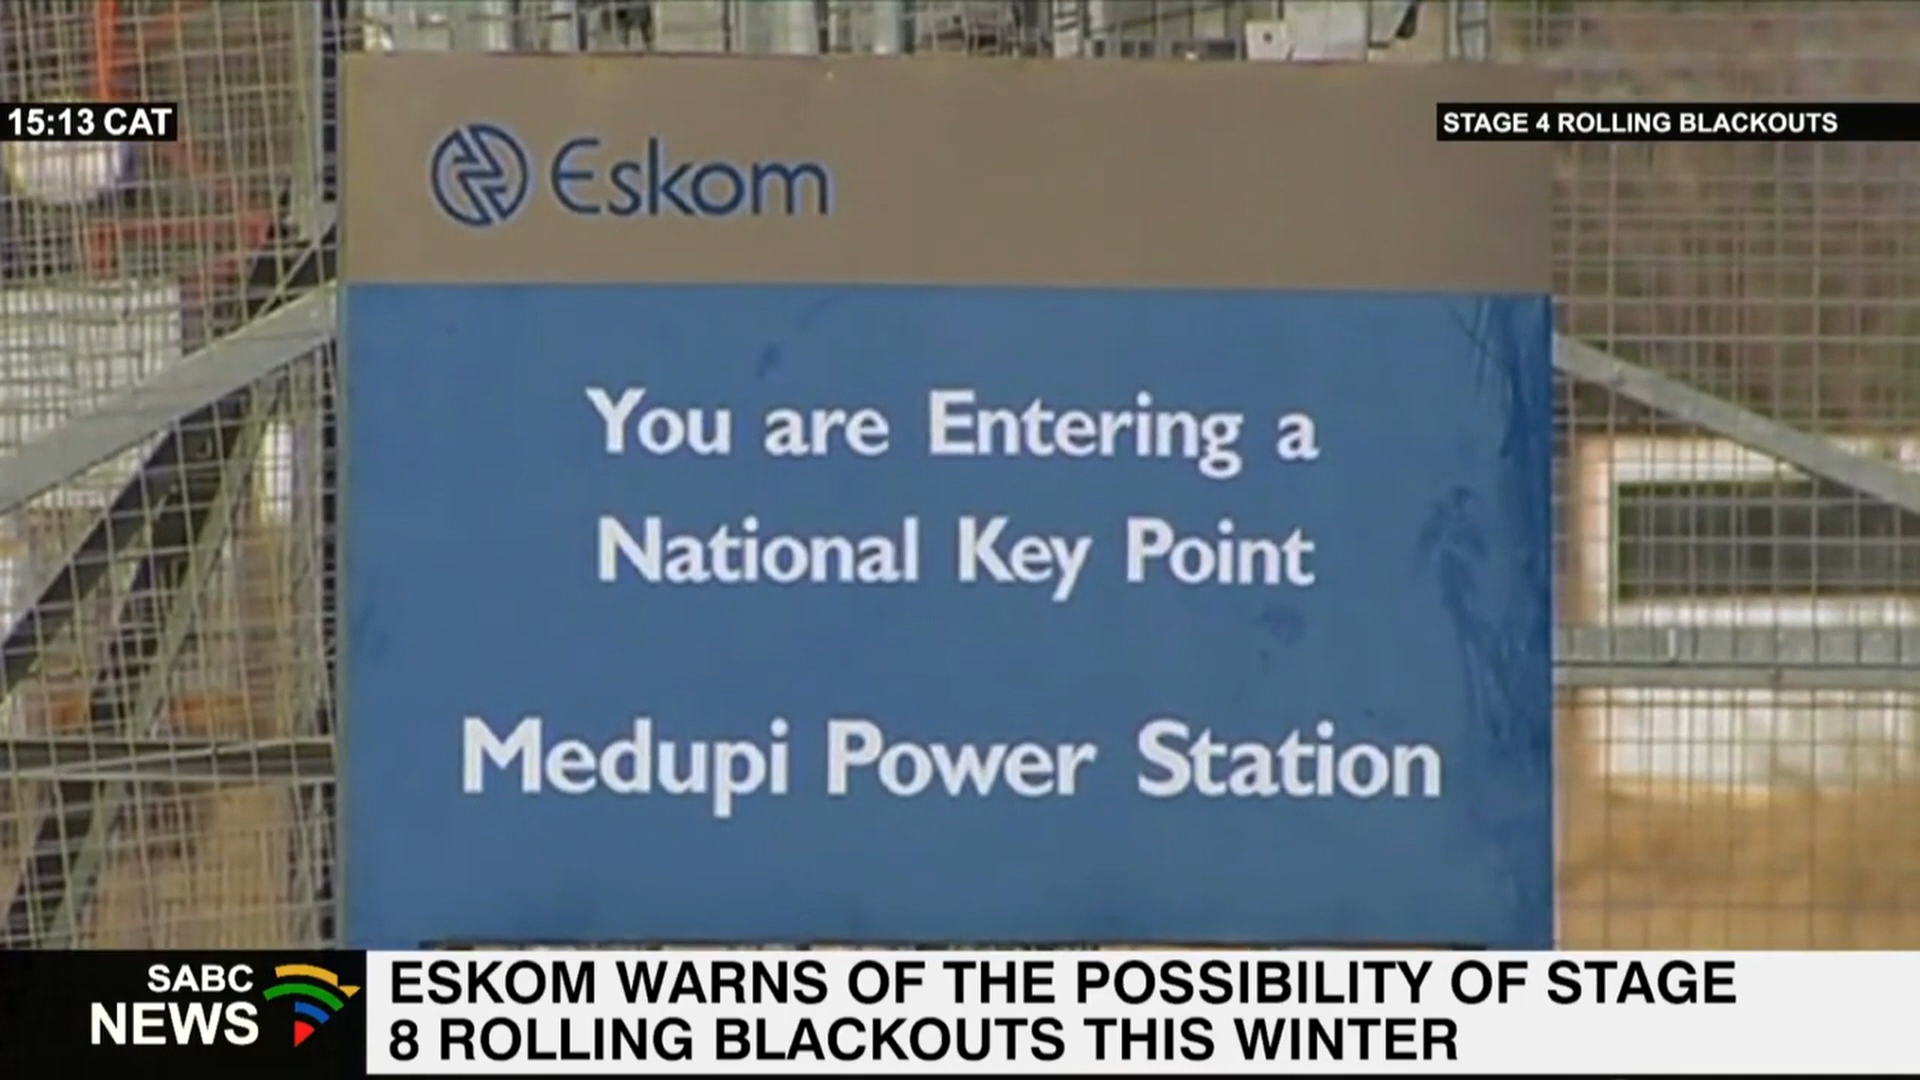 15:13 CAT
STAGE 4 ROLLING BLACKOUTS
Eskom
You are Entering a
National Key Point
Medupi Power Station
SABC
NEWS
ESKOM WARNS OF THE POSSIBILITY OF STAGE
8 ROLLING BLACKOUTS THIS WINTER